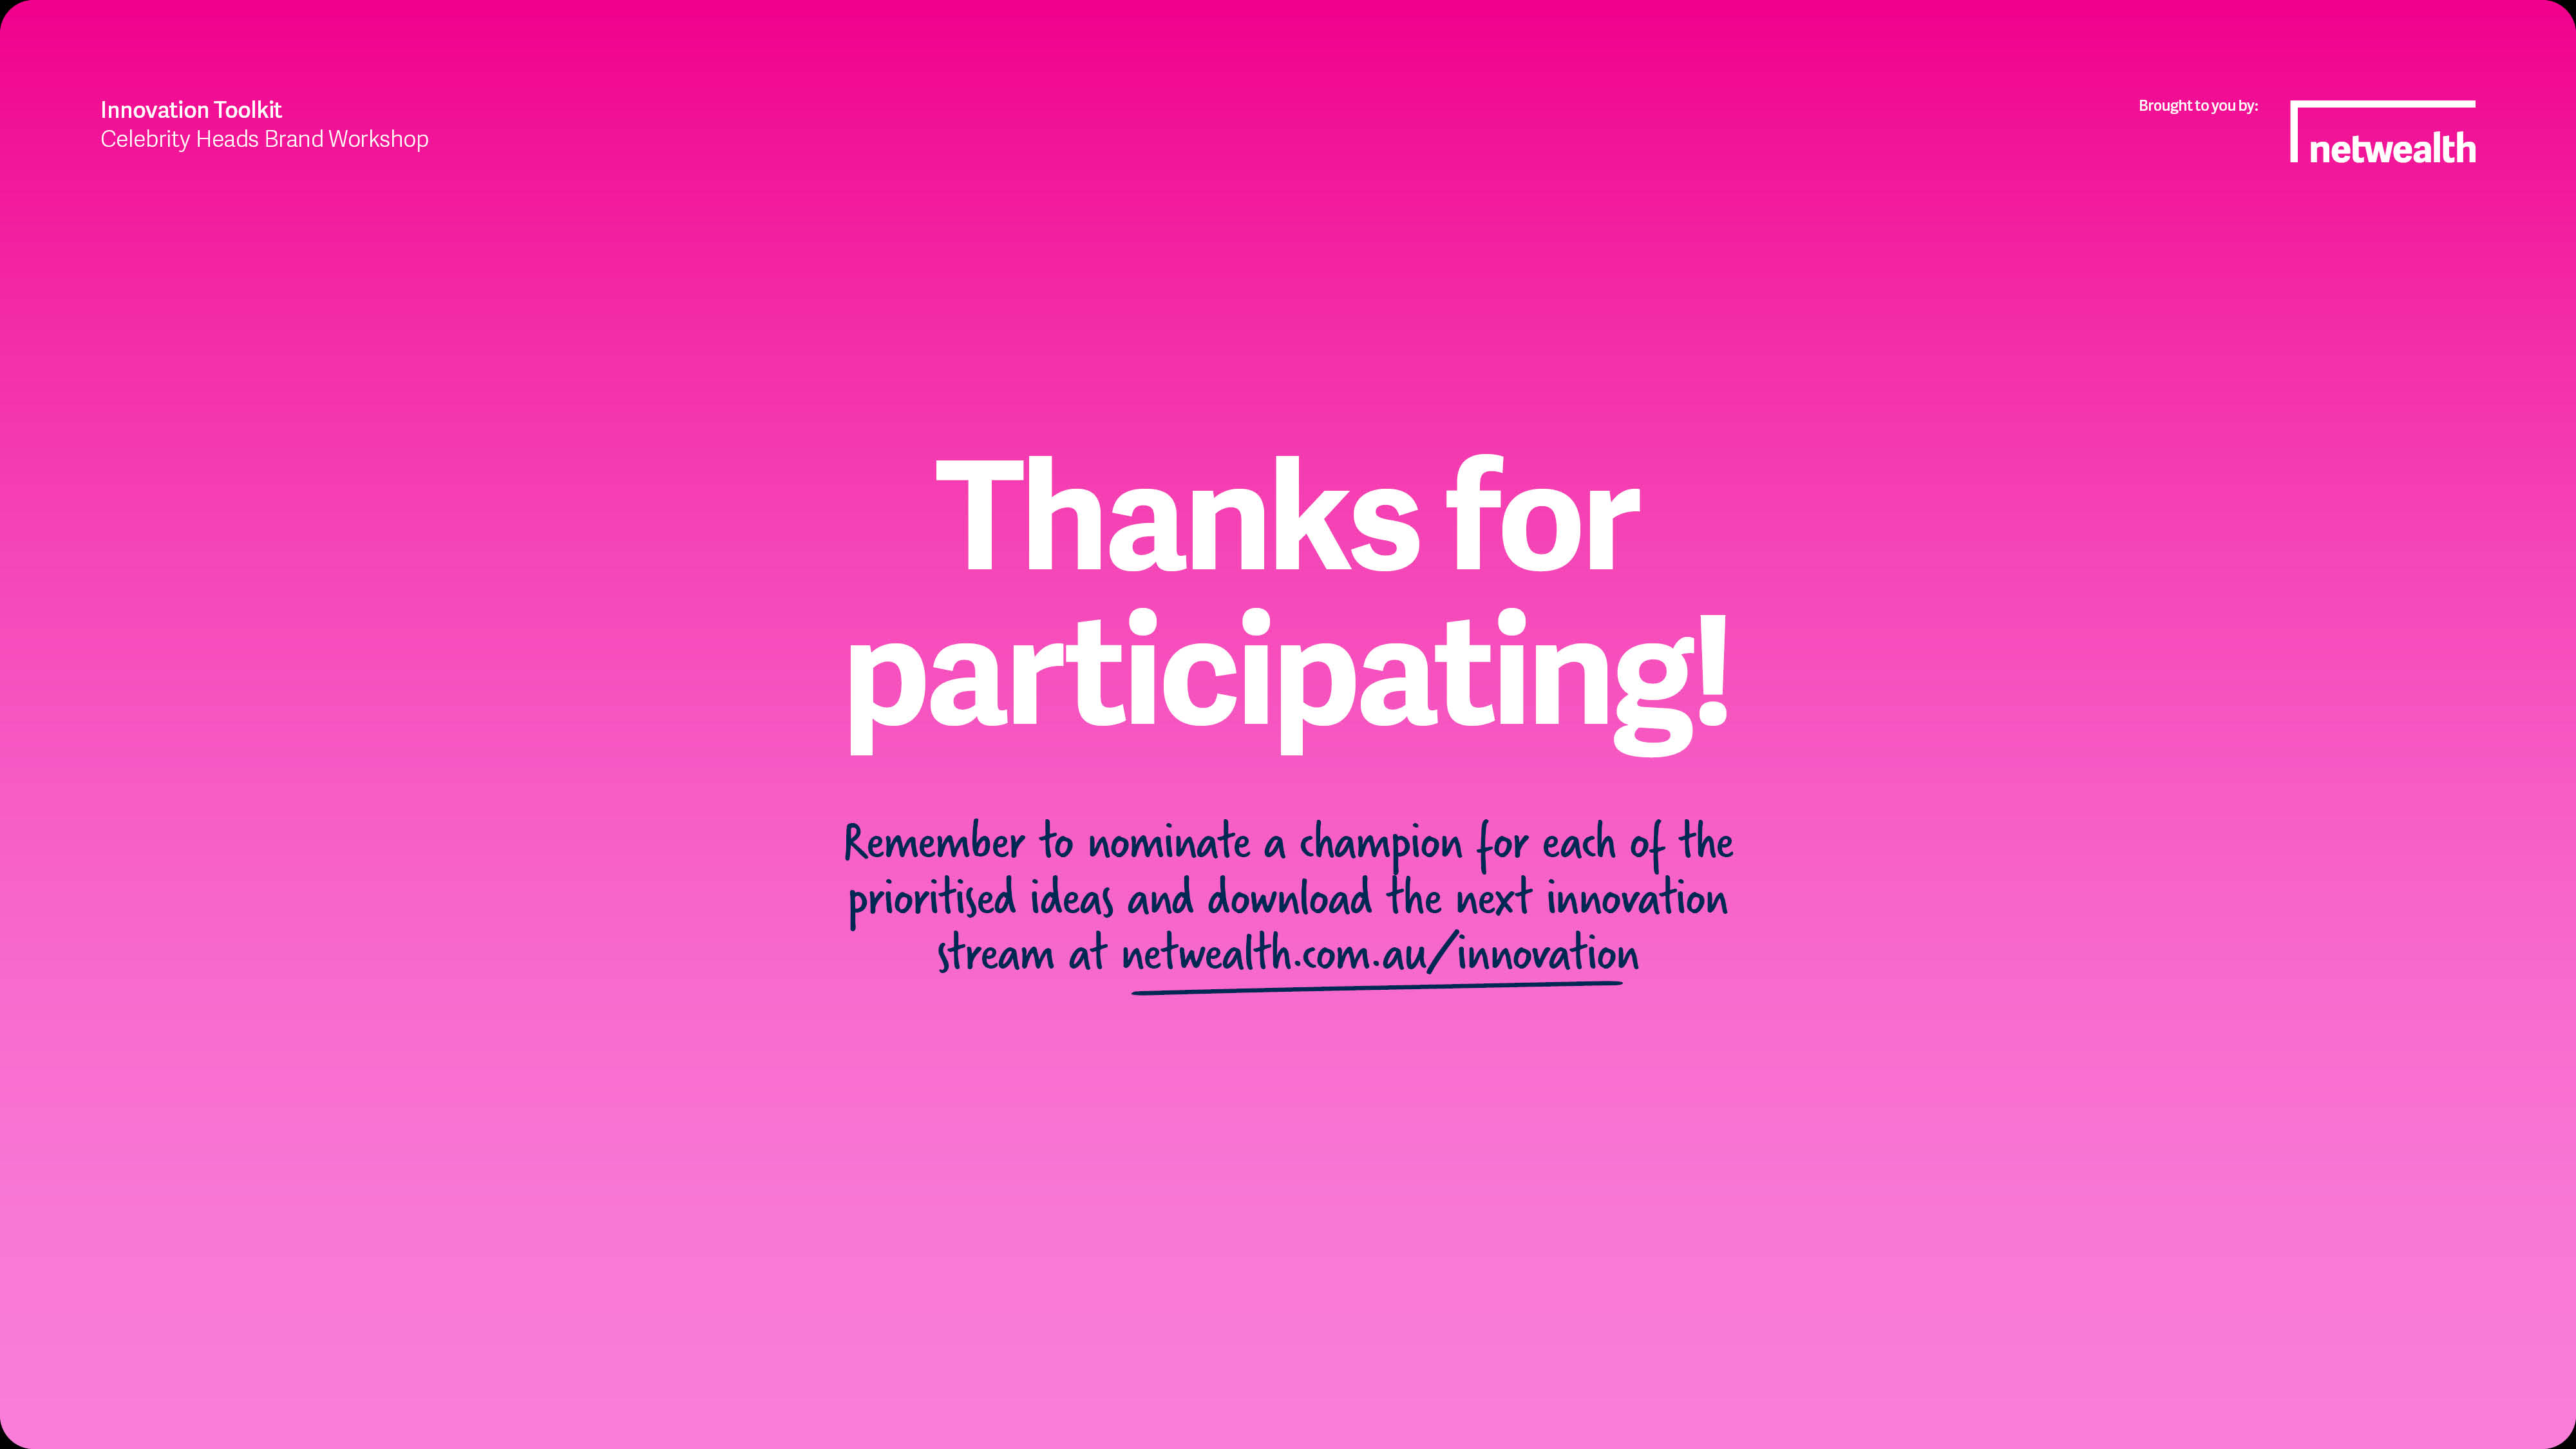 Innovation Toolkit
Celebrity Heads Brand Workshop
Brought to you by:
netwealth
Thanks for
participating!
Remember to nominate a champion for each of the
prioritised ideas and download the next innovation
stream at netwealth.com.au/innovation